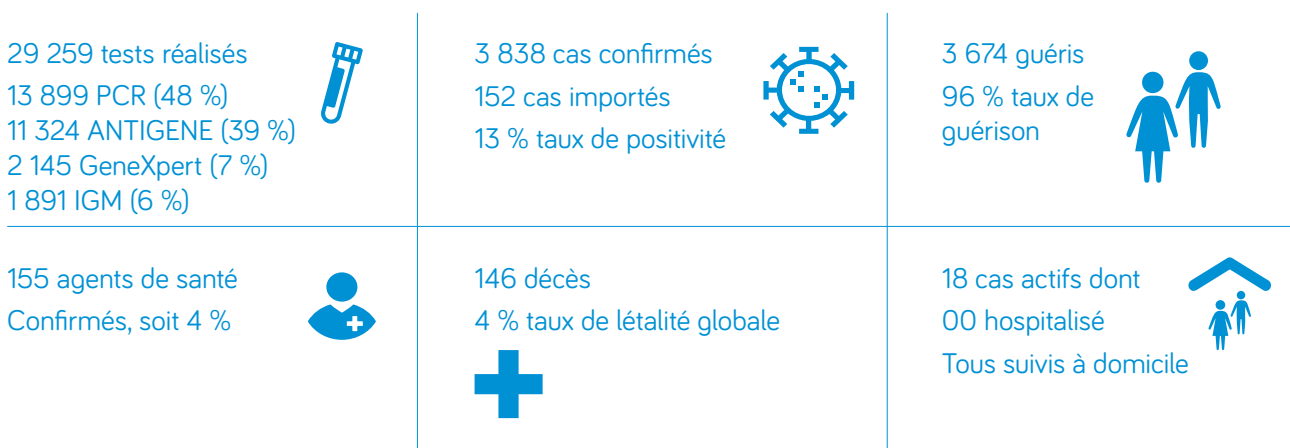 29 259 tests réalisés
13 899 PCR (48 %)
11 324 ANTIGENE (39 %)
2 145 GeneXpert (7 %)
1 891 IGM (6 %)
3 838 cas confirmés
152 cas importés
13 % taux de positivité
3 674 guéris
96 % taux de
guérison
155 agents de santé
Confirmés, soit 4 %
146 décès
4 % taux de létalité globale
18 cas actifs dont
00 hospitalisé
Tous suivis à domicile